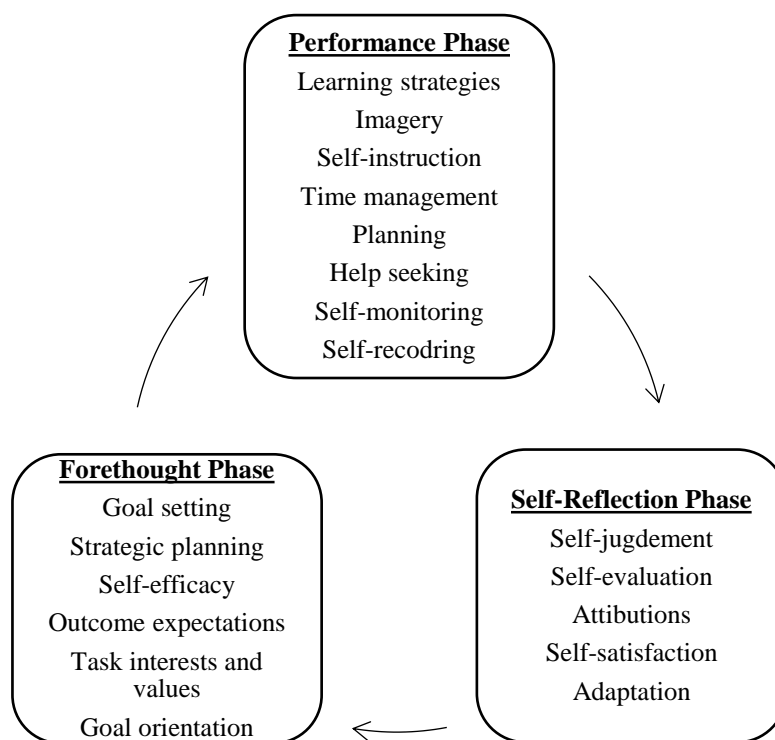 Performance Phase
Learning strategies
Imagery
Self-instruction
Time management
Planning
Help seeking
Self-monitoring
Self-recodring
Forethought Phase
Goal setting
Strategic planning
Self-efficacy
Outcome expectations
Task interests and
values
Goal orientation
Self-Reflection Phase
Self-jugdement
Self-evaluation
Attibutions
Self-satisfaction
Adaptation